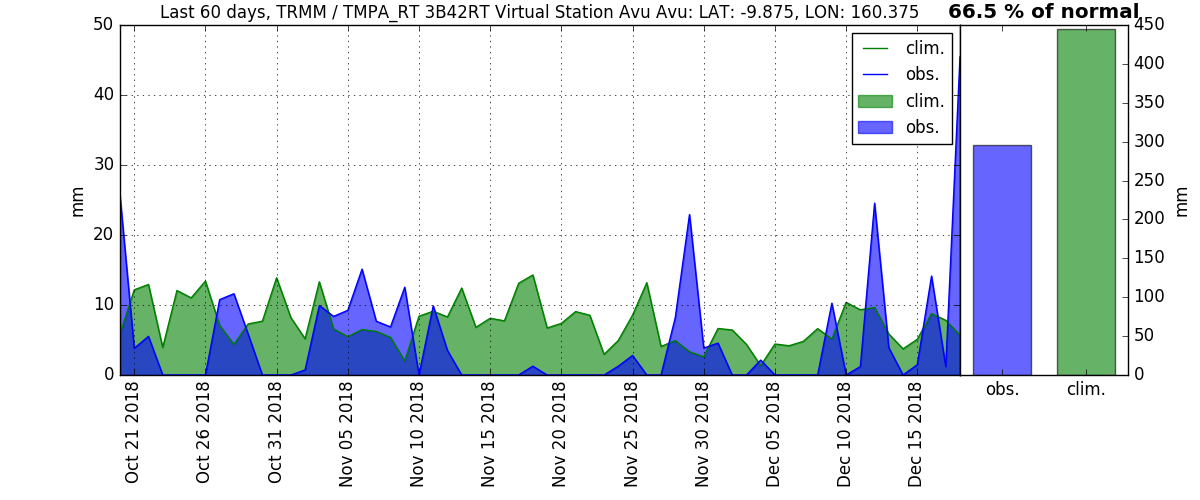 Last 60 days, TRMM / TMPA_RT 3B42RT Virtual Station Avu Avu: LAT: -9.875, LON: 160.375
66.5 % of normal
50
40
30
20
10
0
mm
clim.
obs.
clim.
obs.
450
400
350
300
250
200
150
100
50
0
mm
Oct 21 2018
Oct 26 2018
Oct 31 2018
Nov 05 2018
Nov 10 2018
Nov 15 2018
Nov 20 2018
Nov 25 2018
Nov 30 2018
Dec 05 2018
Dec 10 2018
Dec 15 2018
obs.
clim.